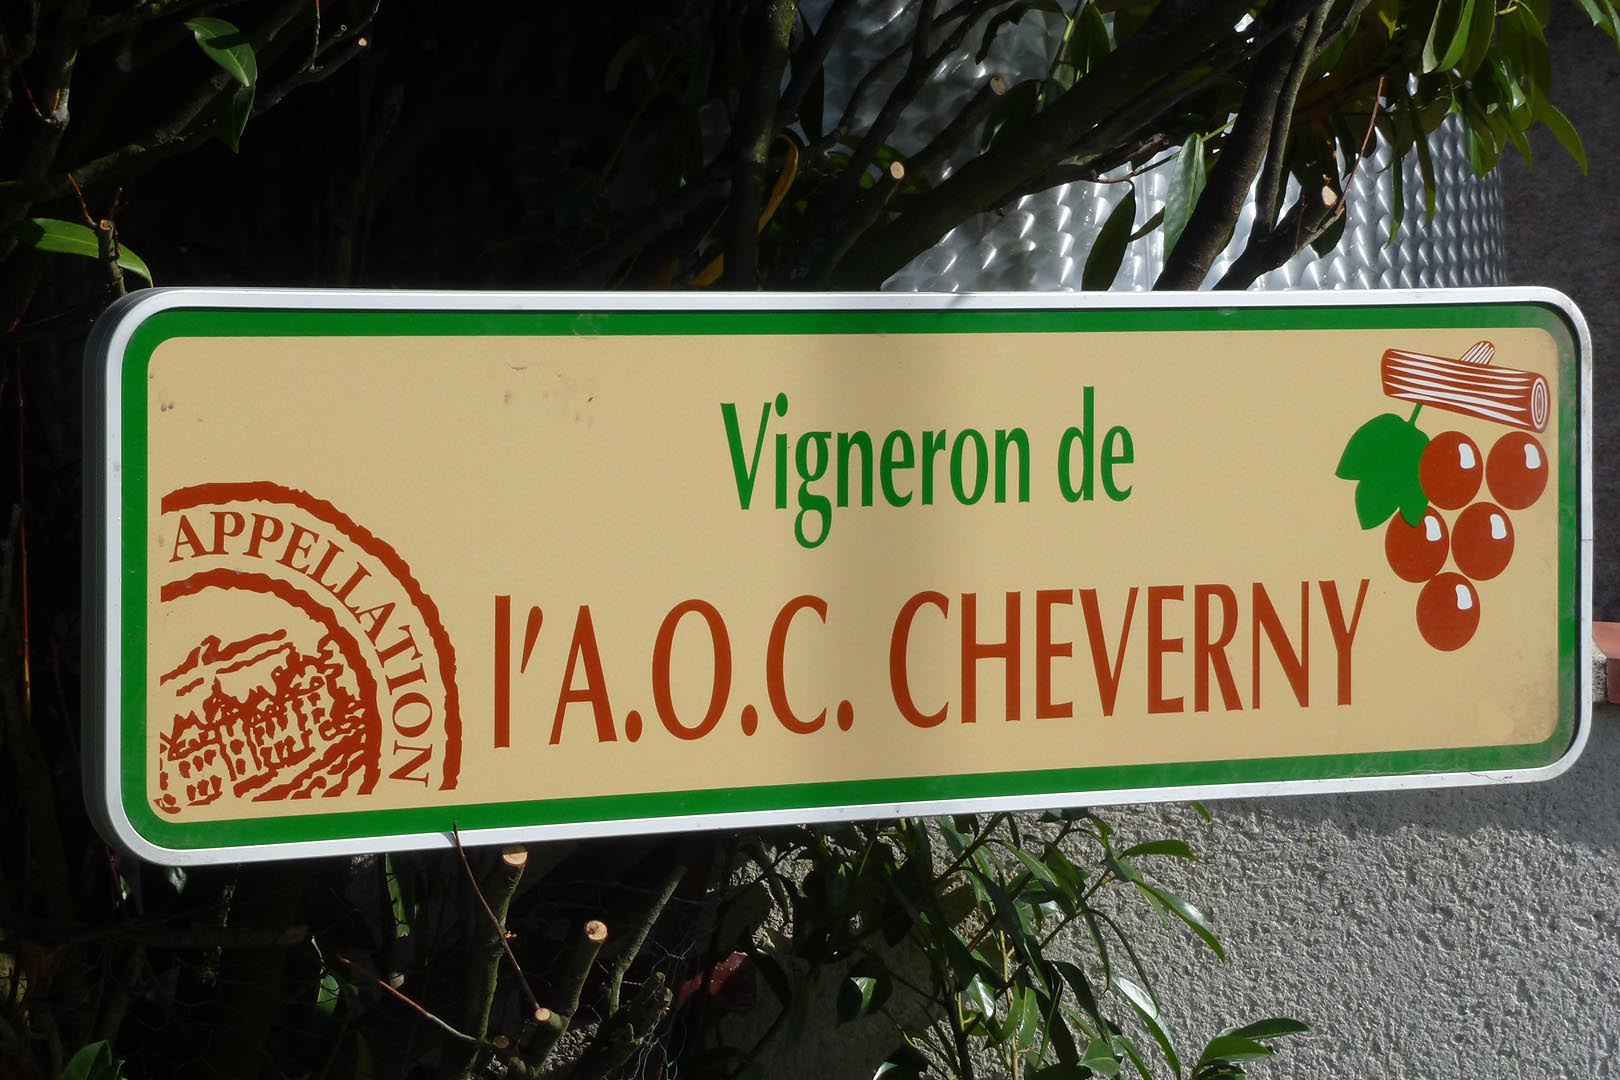 Vigneron de
l'A.O.C. CHEVERNY
APPELLATION